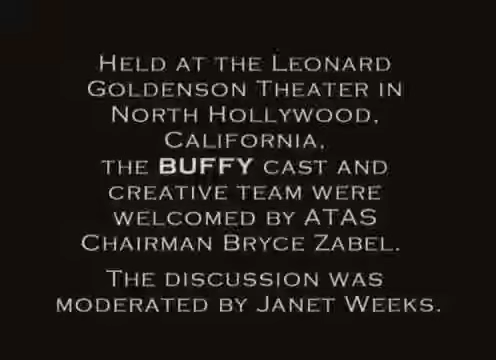 Held at the Leonard
Goldenson Theater in
North Hollywood,
California,
the BUFFY cast and
creative team were
welcomed by ATAS
Chairman Bryce Zabel.
The discussion was
moderated by Janet Weeks.